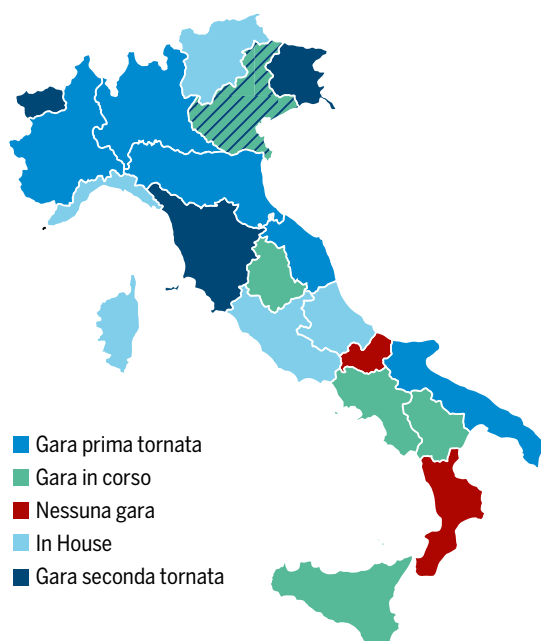 Gara prima tornata
Gara in corso
Nessuna gara
In House
Gara seconda tornata